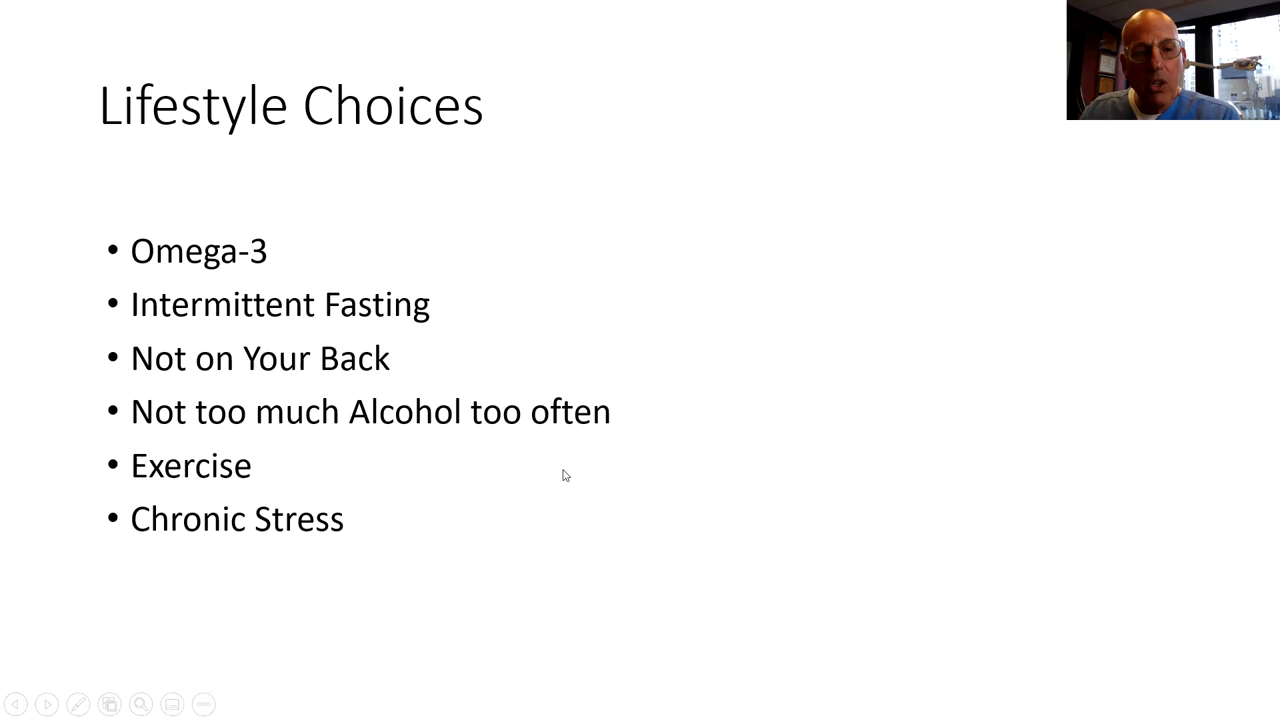 Lifestyle Choices
• Omega-3
• Intermittent Fasting
• Not on Your Back
• Not too much Alcohol too often
• Exercise
• Chronic Stress